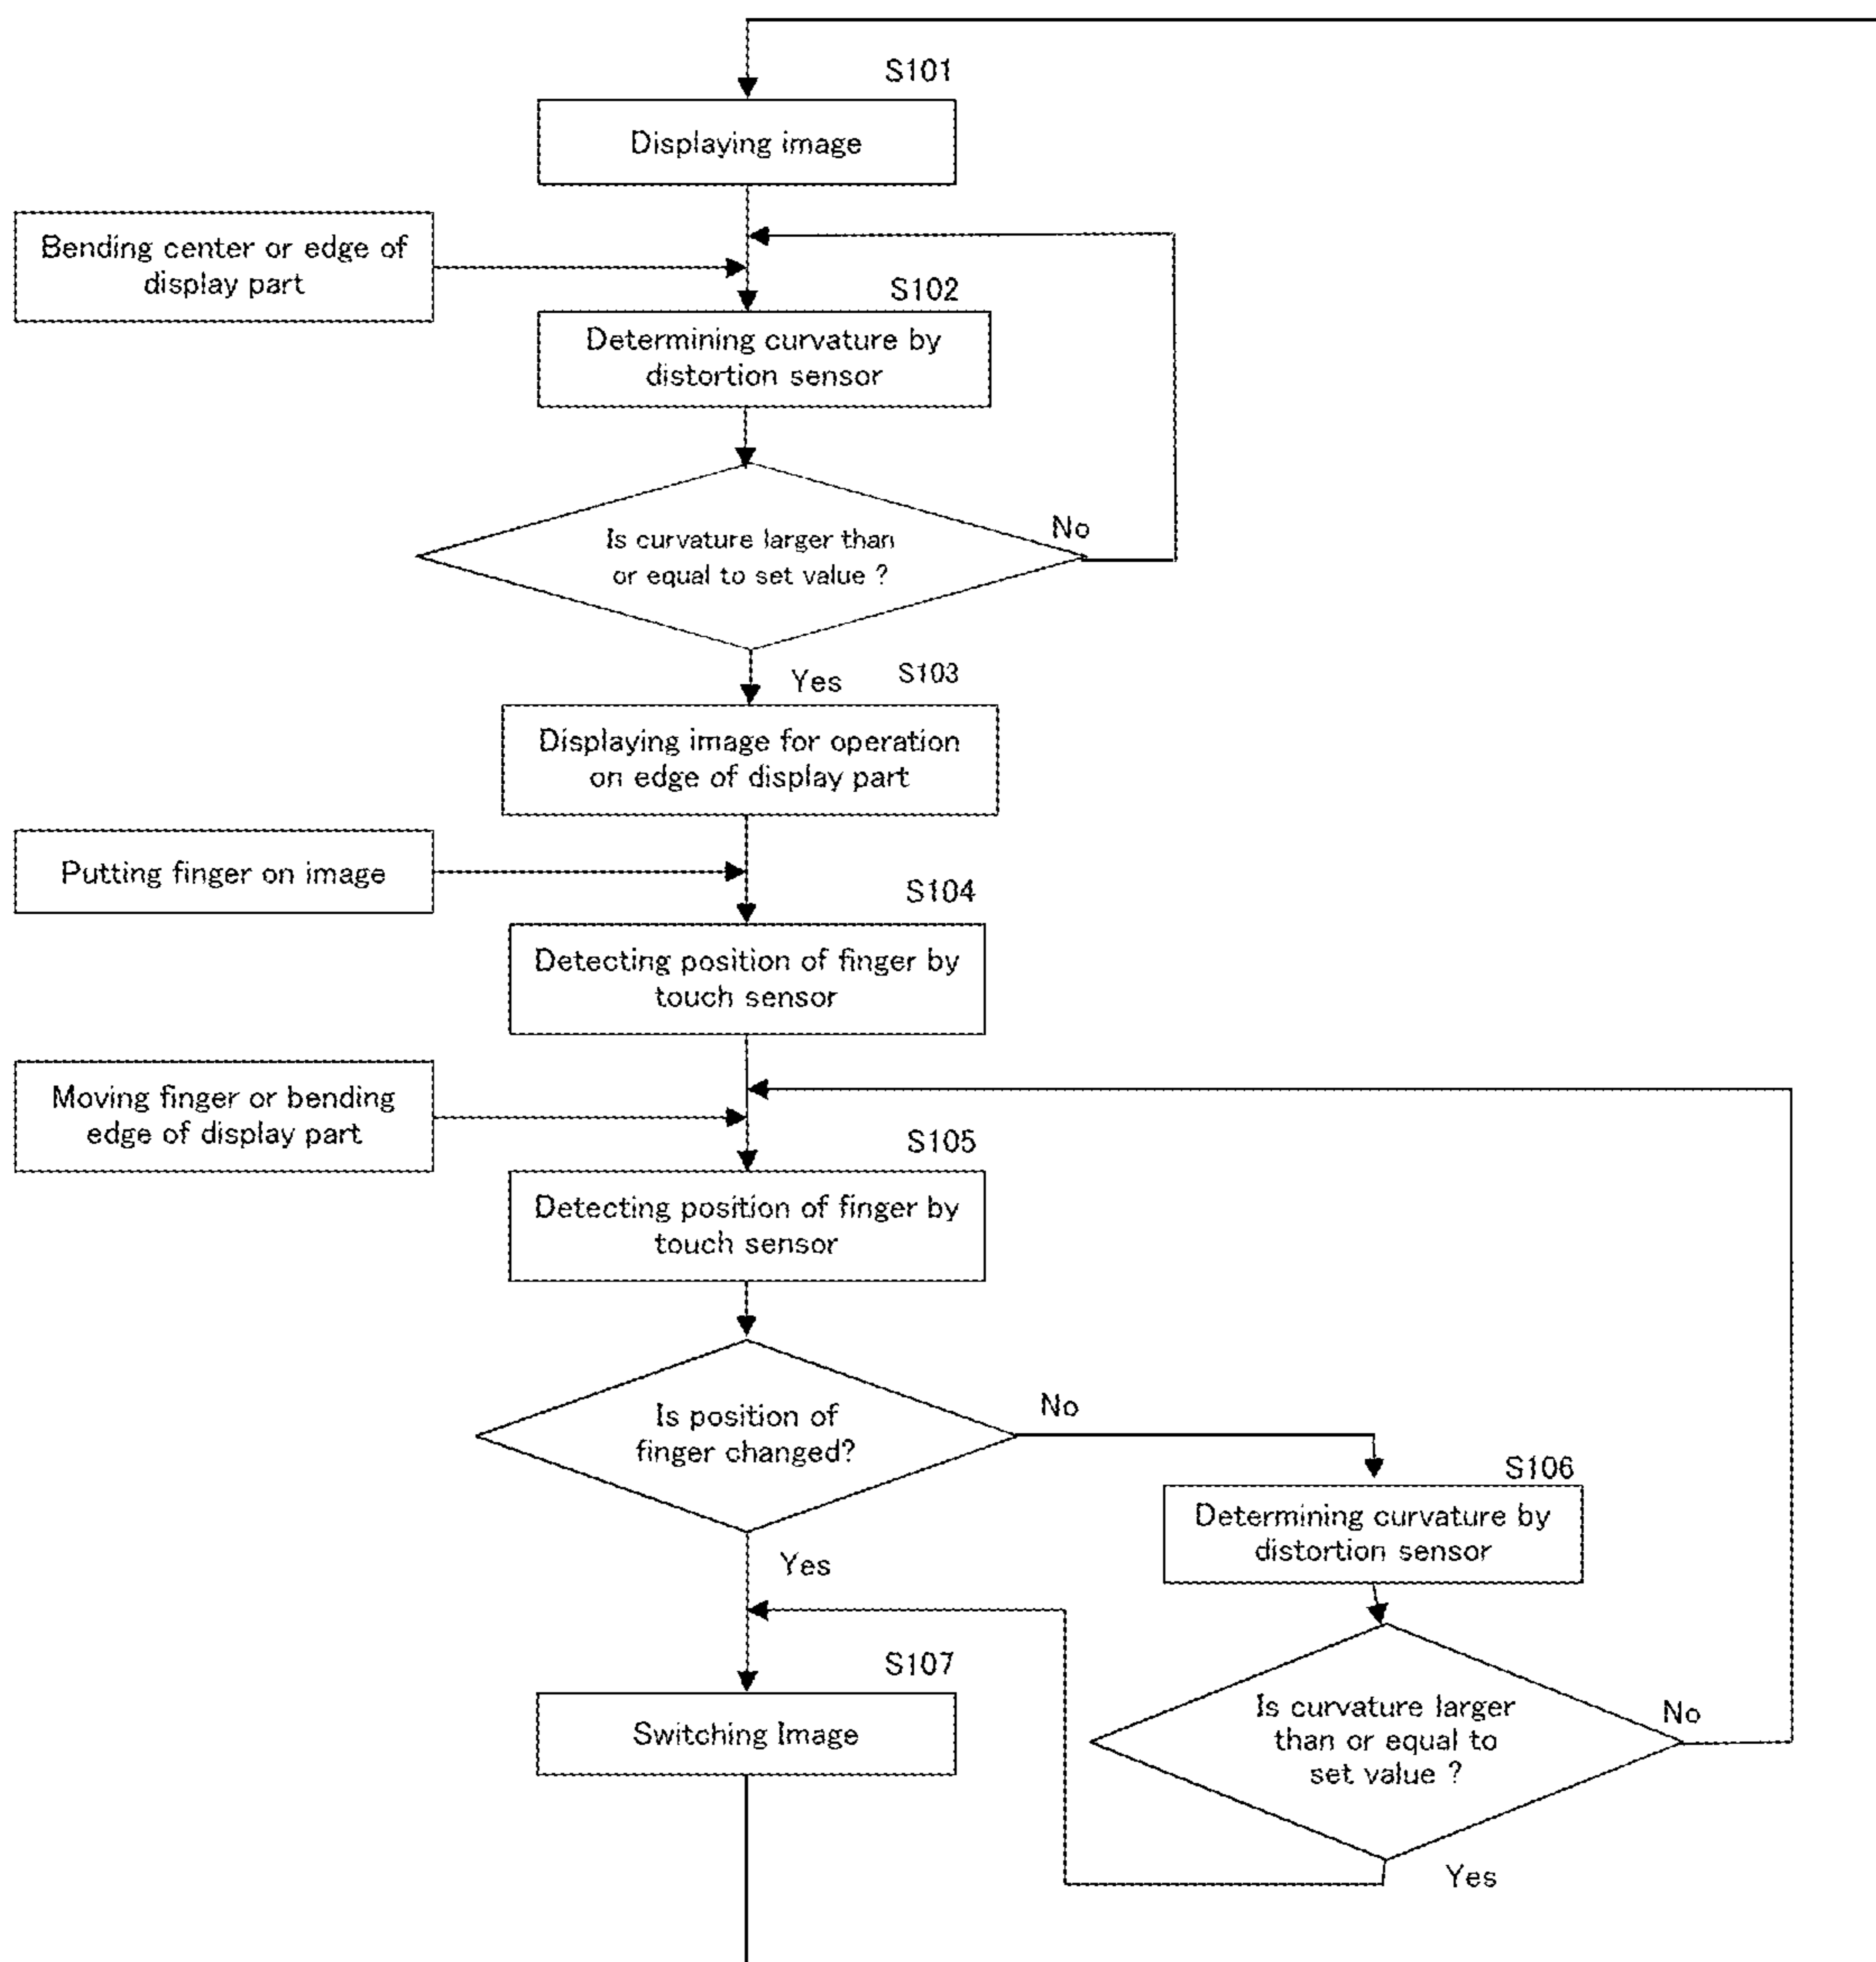 S101
Displaying image
Bending center or edge of
display part
S102
Determining curvature by
distortion sensor
Is curvature larger than
or equal to set value ?
No
Yes
S103
Displaying image for operation
on edge of display part
Putting finger on image
S104
Detecting position of finger by
touch sensor
Moving finger or bending
edge of display part
S105
Detecting position of finger by
touch sensor
Is position of
finger changed?
No
S106
Determining curvature by
distortion sensor
Yes
S107
Switching Image
Is curvature larger
than or equal to
set value ?
No
Yes